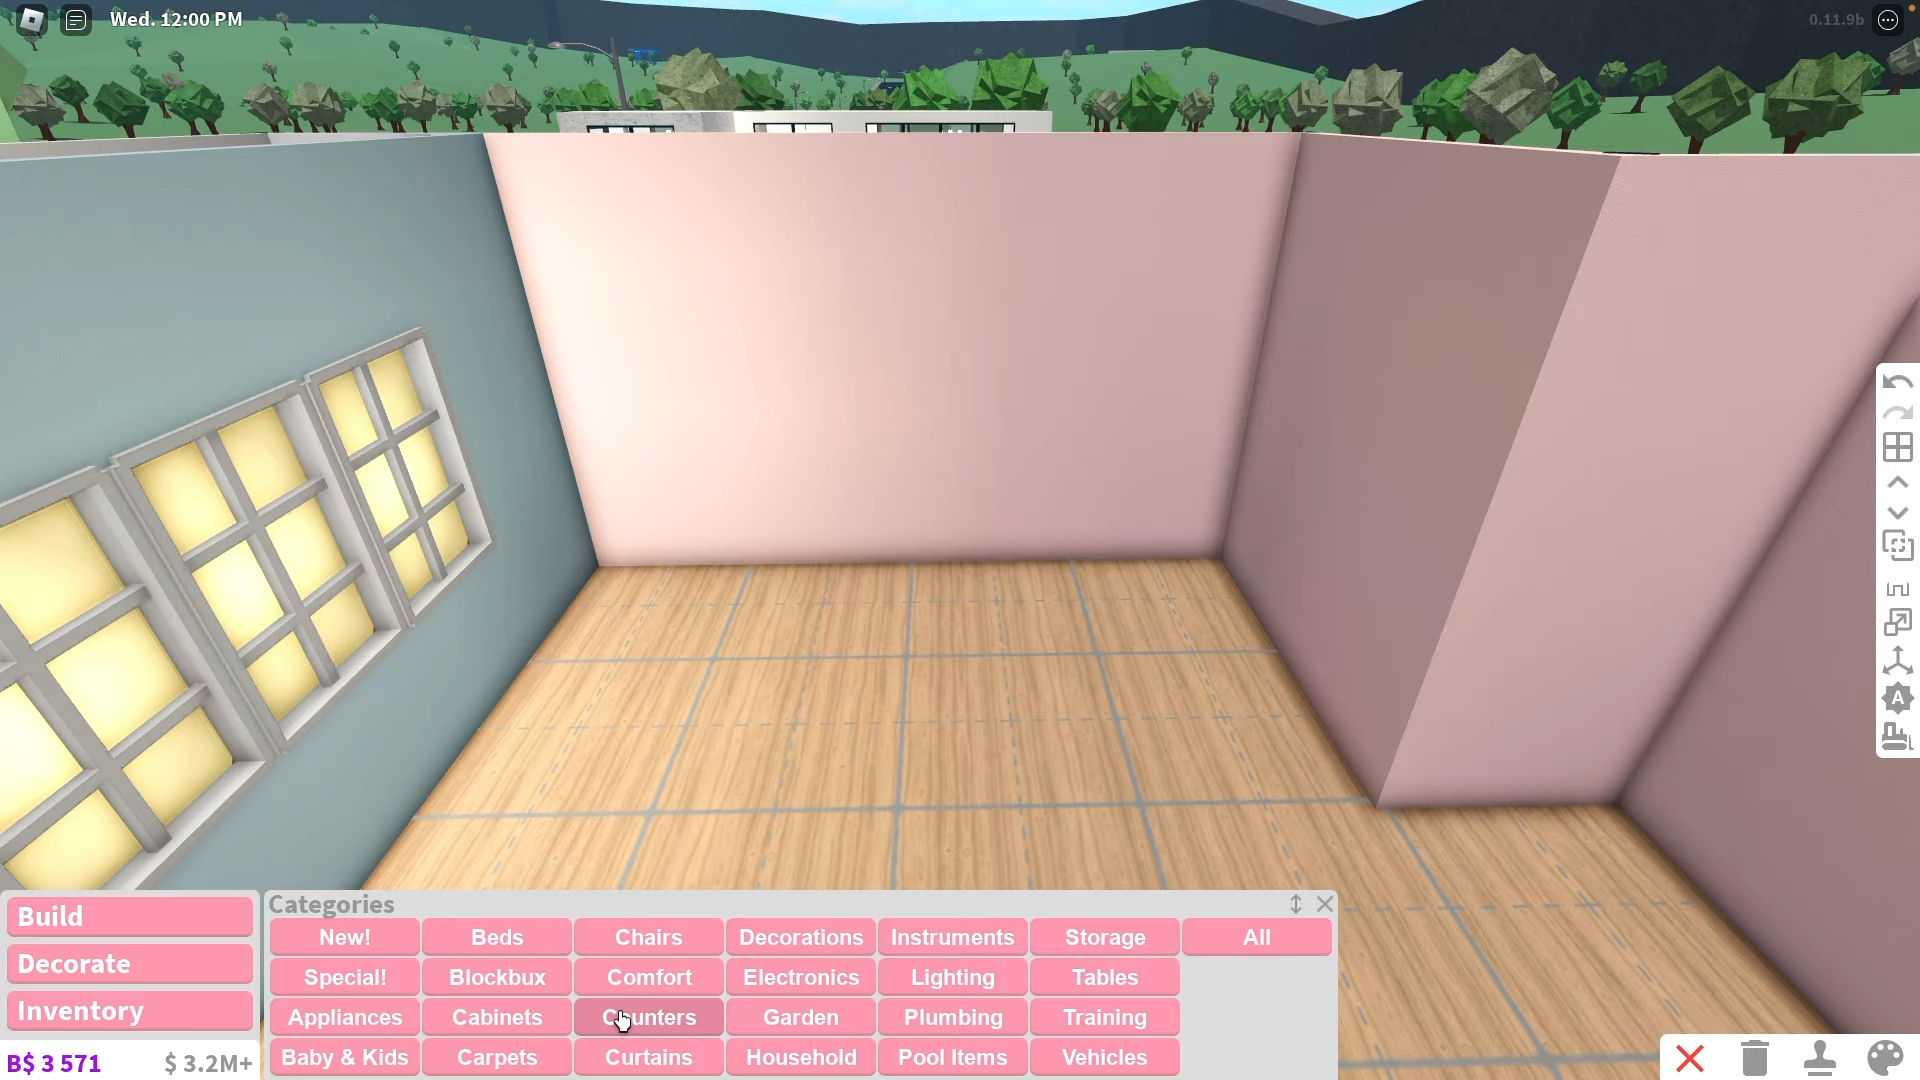 Wed. 12:00 PM
0.11.9b
A
Build
Decorate
Inventory
B$ 3 571
$ 3.2M+
Categories
New! Beds Chairs Decorations Instruments Storage All
Special! Blockbux Comfort Electronics Lighting Tables
Appliances Cabinets Counters Garden Plumbing Training
Baby & Kids Carpets Curtains Household Pool Items Vehicles